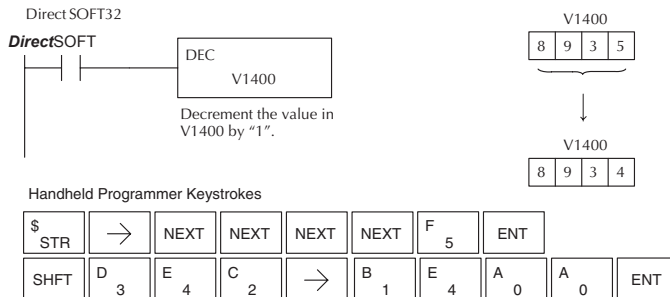 Direct SOFT32
DirectSOFT
DEC
V1400
Decrement the value in
V1400 by “1”.
V1400
8 9 3 5
V1400
8 9 3 4
Handheld Programmer Keystrokes
$ STR → NEXT NEXT NEXT NEXT F 5 ENT
SHFT D 3 E 4 C 2 → B 1 E 4 A 0 A 0 ENT